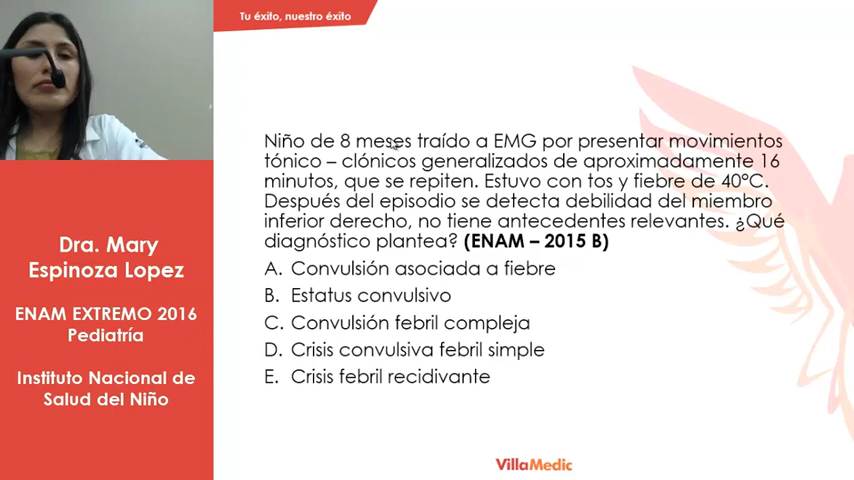 Tu éxito, nuestro éxito
Dra. Mary
Espinoza Lopez
ENAM EXTREMO 2016
Pediatría
Instituto Nacional de
Salud del Niño
Niño de 8 meses traído a EMG por presentar movimientos
tónico – clónicos generalizados de aproximadamente 16
minutos, que se repiten. Estuvo con tos y fiebre de 40°C.
Después del episodio se detecta debilidad del miembro
inferior derecho, no tiene antecedentes relevantes. ¿Qué
diagnóstico plantea? (ENAM – 2015 B)
A. Convulsión asociada a fiebre
B. Estatus convulsivo
C. Convulsión febril compleja
D. Crisis convulsiva febril simple
E. Crisis febril recidivante
VillaMedic